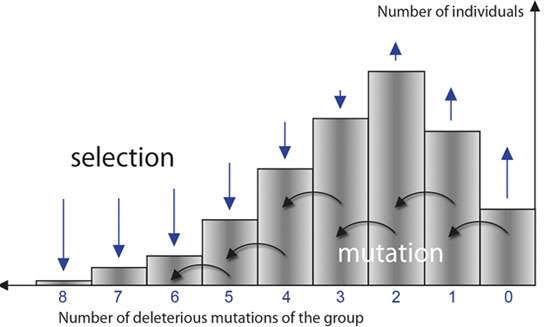 Number of individuals
selection
mutation
8 7 6 5 4 3 2 1 0
Number of deleterious mutations of the group